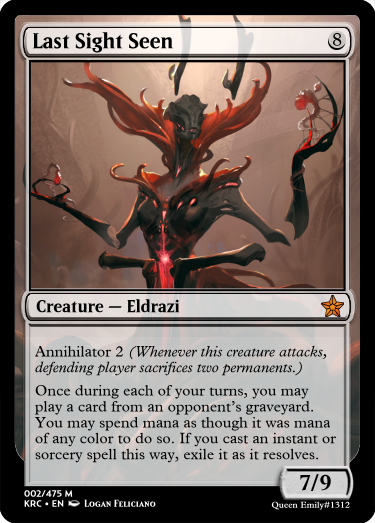 Last Sight Seen 8
Creature — Eldrazi
Annihilator 2 (Whenever this creature attacks,
defending player sacrifices two permanents.)
Once during each of your turns, you may
play a card from an opponent's graveyard.
You may spend mana as though it was mana
of any color to do so. If you cast an instant or
sorcery spell this way, exile it as it resolves.
7/9
002/475 M
KRC • EN Logan Feliciano
Queen Emily#1312